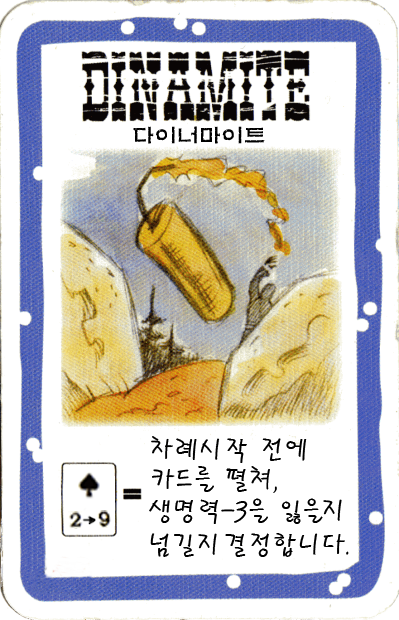 DINAMITE
다이너마이트
차례시작 전에
카드를 펼쳐,
♠
2→9
=
생명력-3을 잃을지
넘길지 결정합니다.